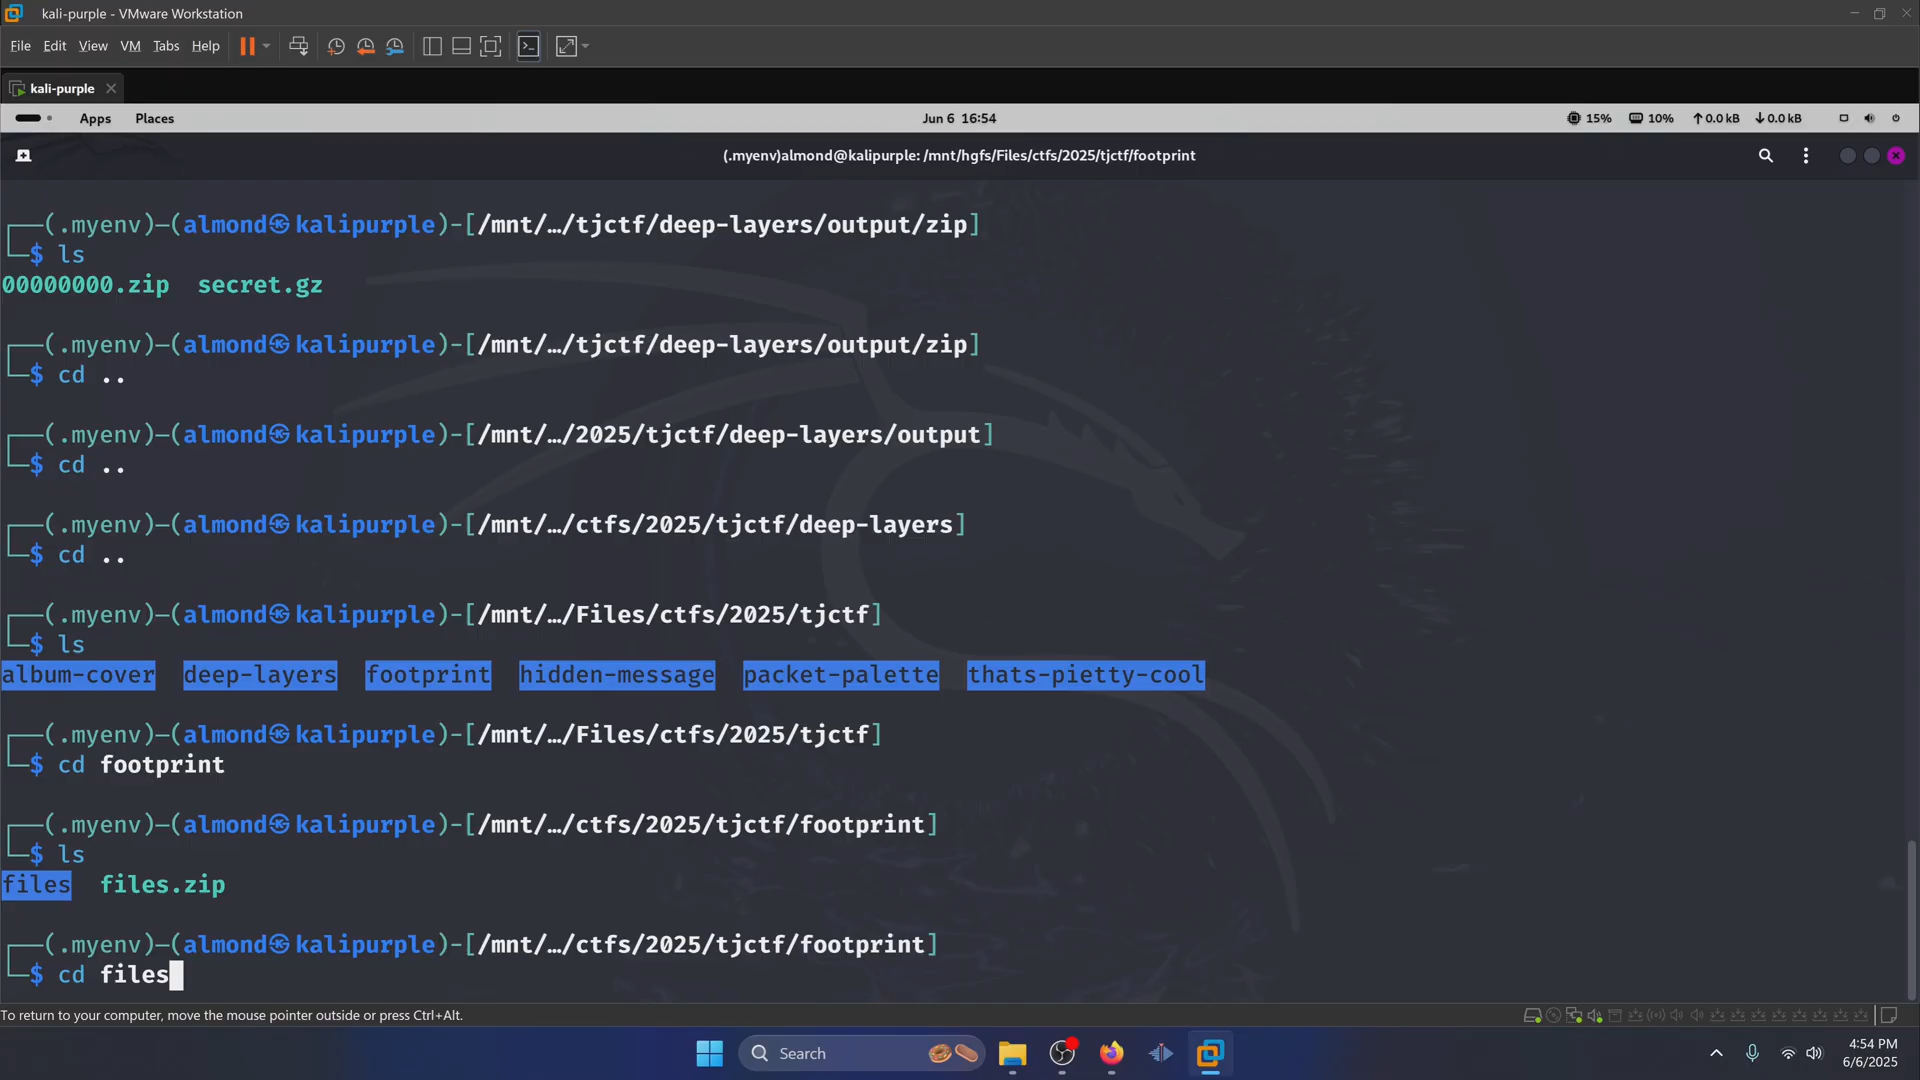 kali-purple - VMware Workstation
File Edit View VM Tabs Help
kali-purple
Apps Places Jun 6 16:54 15% 10% ↑0.0 kB ↓0.0 kB
(.myenv)almond@kalipurple: /mnt/hgfs/Files/ctfs/2025/tjctf/footprint
┌──(.myenv)─(almond㉿kalipurple)-[/mnt/…/tjctf/deep-layers/output/zip]
└─$ ls
00000000.zip secret.gz
┌──(.myenv)─(almond㉿kalipurple)-[/mnt/…/tjctf/deep-layers/output/zip]
└─$ cd ..
┌──(.myenv)─(almond㉿kalipurple)-[/mnt/…/2025/tjctf/deep-layers/output]
└─$ cd ..
┌──(.myenv)─(almond㉿kalipurple)-[/mnt/…/ctfs/2025/tjctf/deep-layers]
└─$ cd ..
┌──(.myenv)─(almond㉿kalipurple)-[/mnt/…/Files/ctfs/2025/tjctf]
└─$ ls
album-cover deep-layers footprint hidden-message packet-palette thats-pietty-cool
┌──(.myenv)─(almond㉿kalipurple)-[/mnt/…/Files/ctfs/2025/tjctf]
└─$ cd footprint
┌──(.myenv)─(almond㉿kalipurple)-[/mnt/…/ctfs/2025/tjctf/footprint]
└─$ ls
files files.zip
┌──(.myenv)─(almond㉿kalipurple)-[/mnt/…/ctfs/2025/tjctf/footprint]
└─$ cd files
To return to your computer, move the mouse pointer outside or press Ctrl+Alt.
Search
4:54 PM
6/6/2025